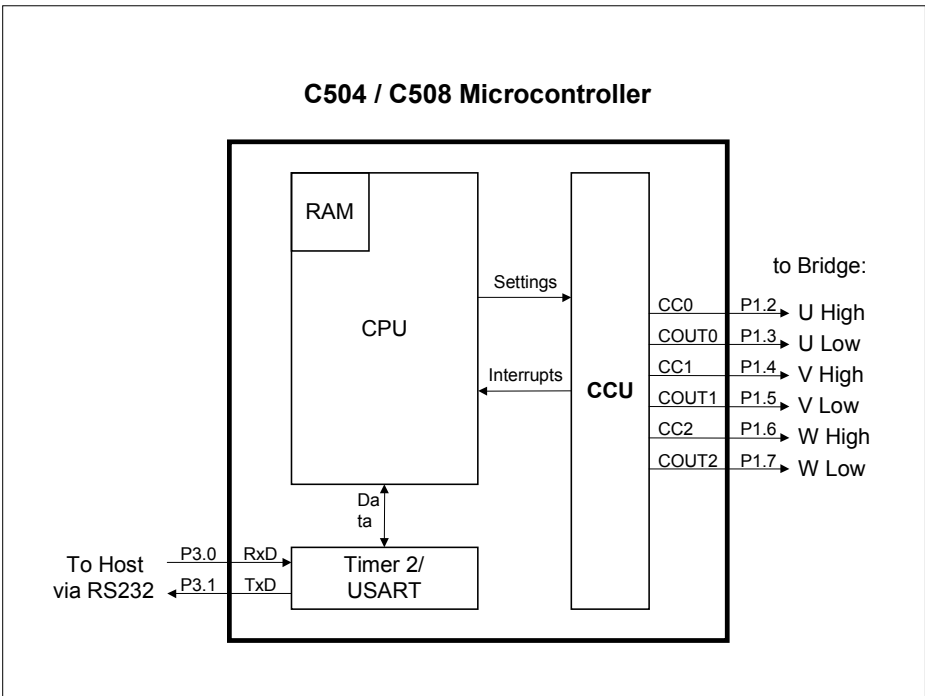 C504 / C508 Microcontroller
RAM
CPU
Settings
Interrupts
CCU
to Bridge:
CC0 P1.2 U High
COUT0 P1.3 U Low
CC1 P1.4 V High
COUT1 P1.5 V Low
CC2 P1.6 W High
COUT2 P1.7 W Low
Da
ta
To Host
via RS232
P3.0 RxD
P3.1 TxD
Timer 2/
USART